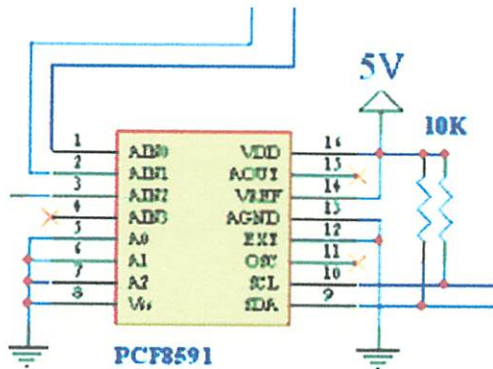 5V
10K
1 AIN0 VDD 16
2 AIN1 AOUT 15
3 AIN2 VREF 14
4 AIN3 AGND 13
5 A0 EXT 12
6 A1 OSC 11
7 A2 SCL 10
8 Vss SDA 9
PCF8591